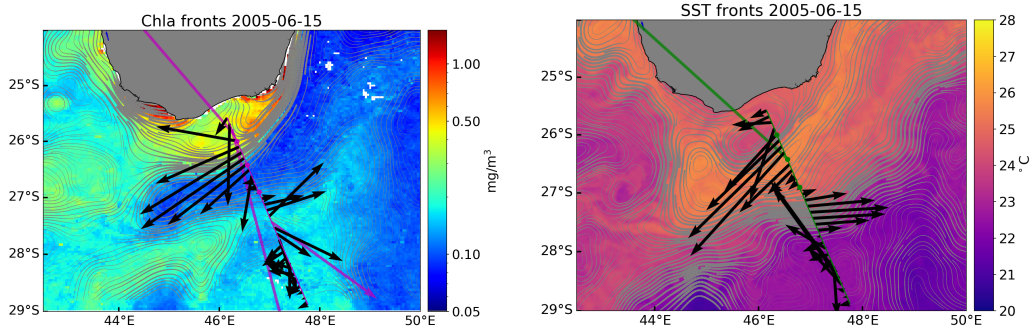 Chla fronts 2005-06-15
25°S
26°S
27°S
28°S
29°S
44°E
46°E
48°E
50°E
1.00
0.50
0.10
0.05
mg/m³
SST fronts 2005-06-15
25°S
26°S
27°S
28°S
29°S
44°E
46°E
48°E
50°E
28
27
26
25
24
23
22
21
20
°C